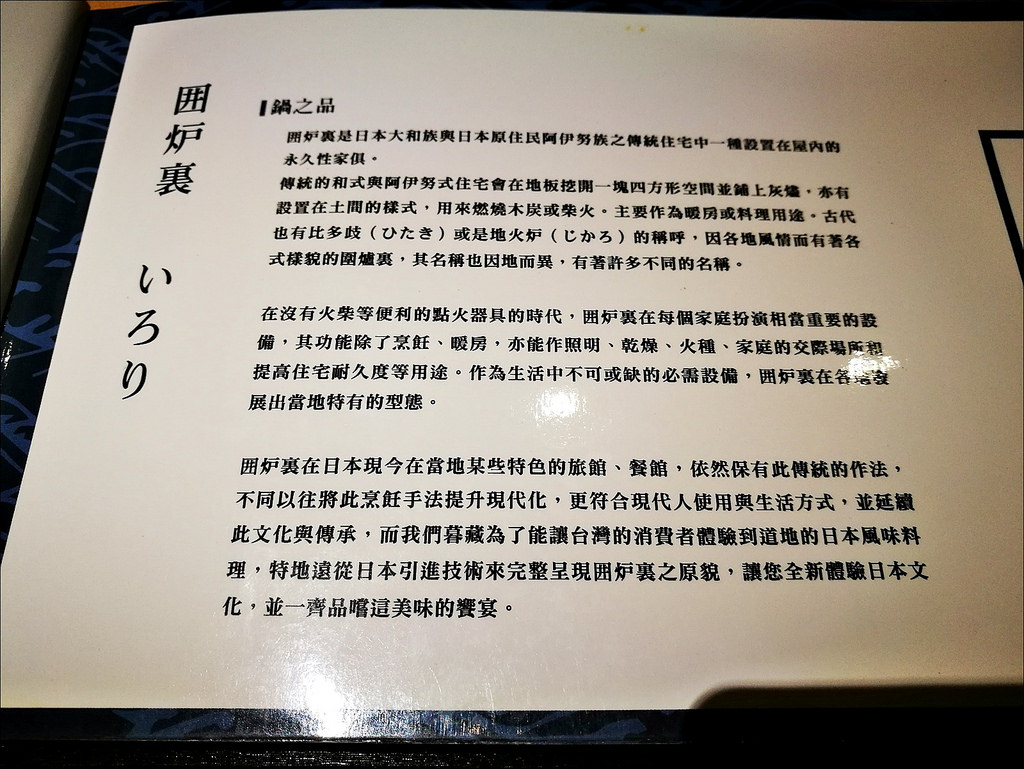 囲炉裏 いろり
鍋之品
囲炉裏是日本大和族與日本原住民阿伊努族之傳統住宅中一種設置在屋內的
永久性家俱。
傳統的和式與阿伊努式住宅會在地板挖開一塊四方形空間並鋪上灰燼,亦有
設置在土間的樣式,用來燃燒木炭或柴火。主要作為暖房或料理用途。古代
也有比多歧(ひたき)或是地火炉(じかろ)的稱呼,因各地風情而有著各
式樣貌的圍爐裏,其名稱也因地而異,有著許多不同的名稱。
在沒有火柴等便利的點火器具的時代,囲炉裏在每個家庭扮演相當重要的設
備,其功能除了烹飪、暖房,亦能作照明、乾燥、火種、家庭的交際場所和
提高住宅耐久度等用途。作為生活中不可或缺的必需設備,囲炉裏在各地發
展出當地特有的型態。
囲炉裏在日本現今在當地某些特色的旅館、餐館,依然保有此傳統的作法,
不同以往將此烹飪手法提升現代化,更符合現代人使用與生活方式,並延續
此文化與傳承,而我們暮藏為了能讓台灣的消費者體驗到道地的日本風味料
理,特地遠從日本引進技術來完整呈現囲炉裏之原貌,讓您全新體驗日本文
化,並一齊品嚐這美味的饗宴。